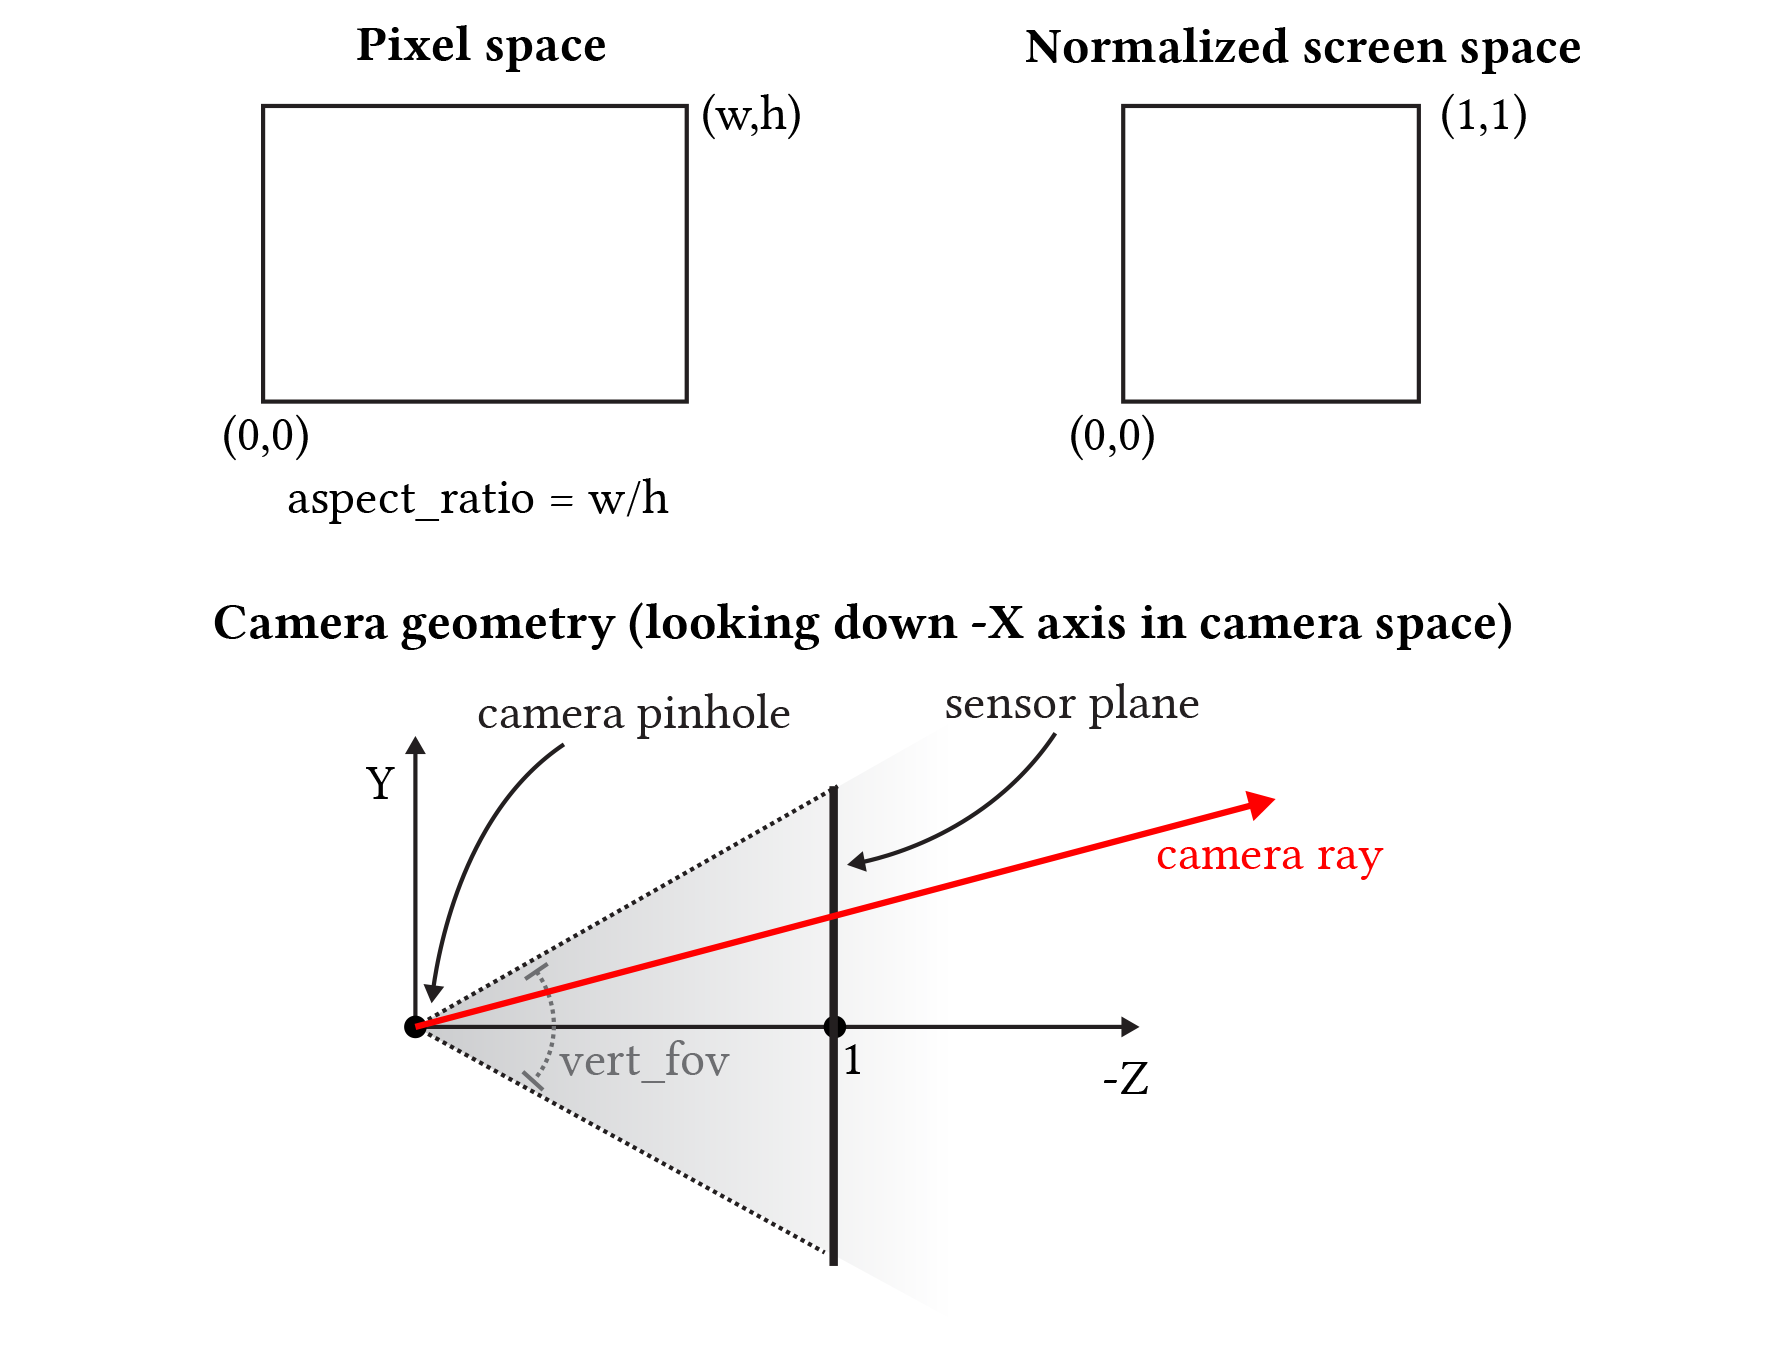 Pixel space
Normalized screen space
(w,h)
(1,1)
(0,0)
(0,0)
aspect_ratio = w/h
Camera geometry (looking down -X axis in camera space)
camera pinhole
sensor plane
Y
camera ray
vert_fov
1
-Z